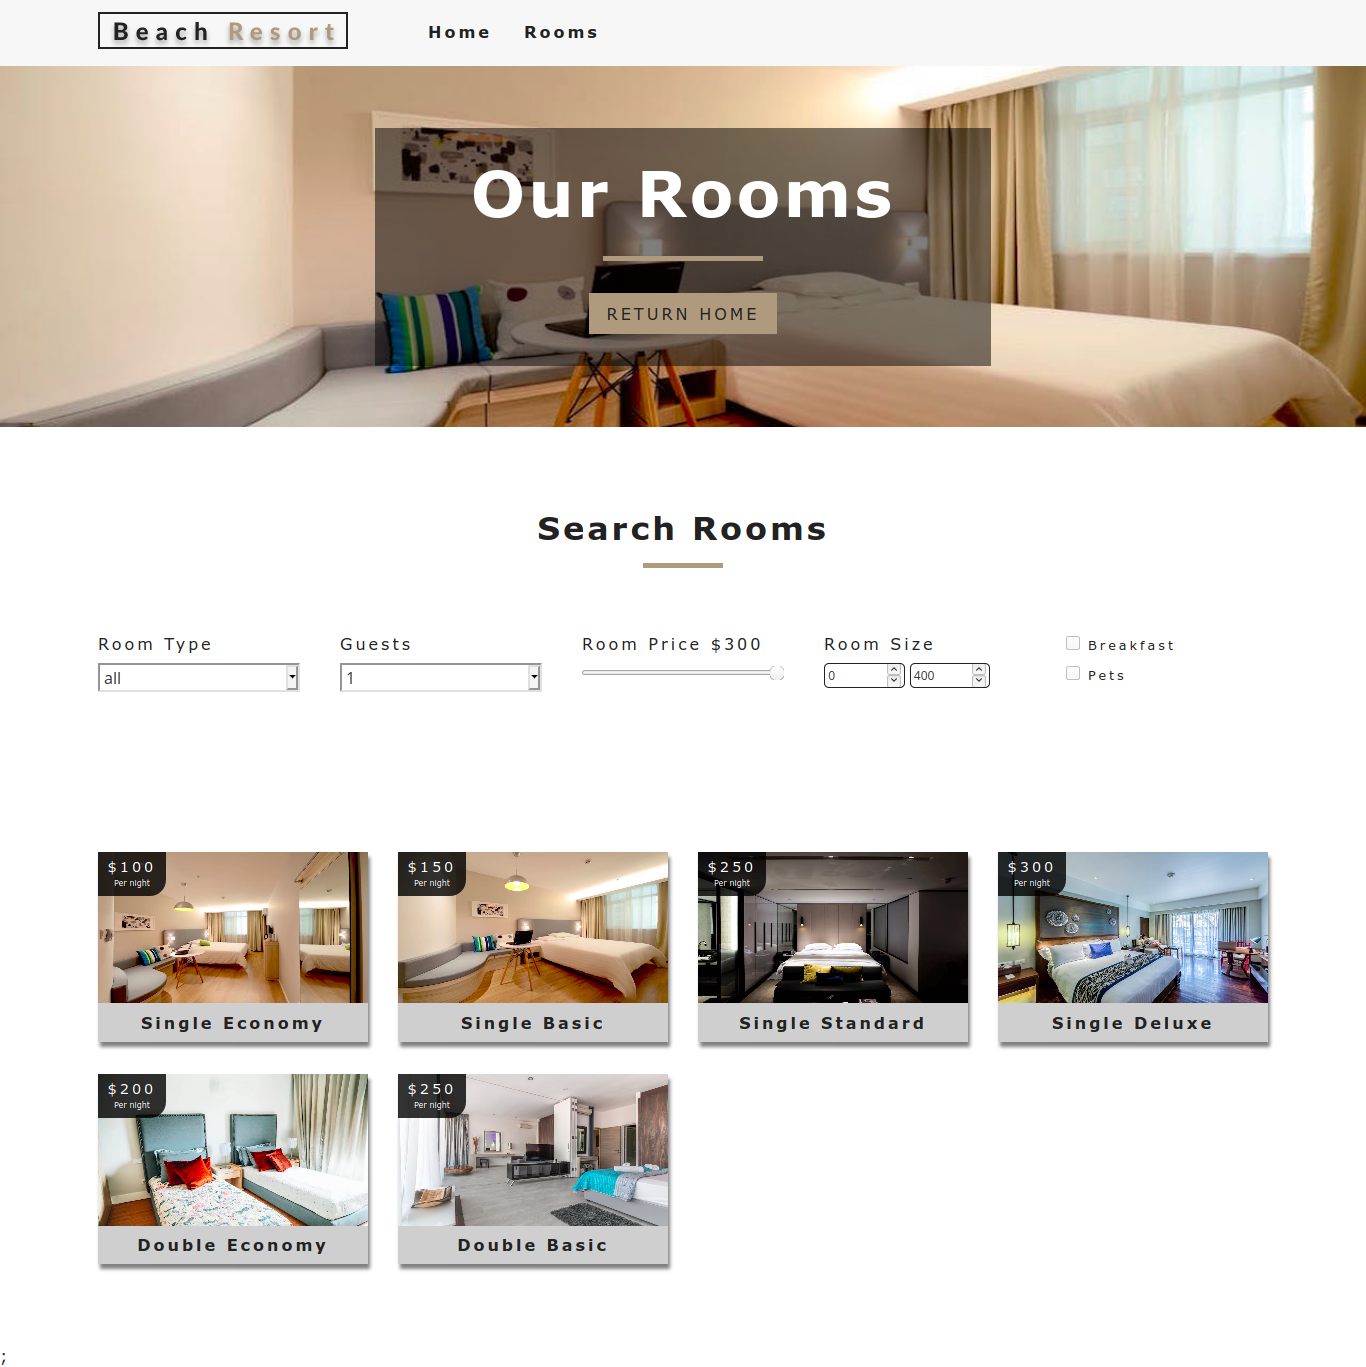 Beach Resort
Home Rooms
Our Rooms
RETURN HOME
Search Rooms
Room Type Guests Room Price $300 Room Size Breakfast
all 1 0 400 Pets
$100 $150 $250 $300
Per night Per night Per night Per night
Single Economy Single Basic Single Standard Single Deluxe
$200 $250
Per night Per night
Double Economy Double Basic
;